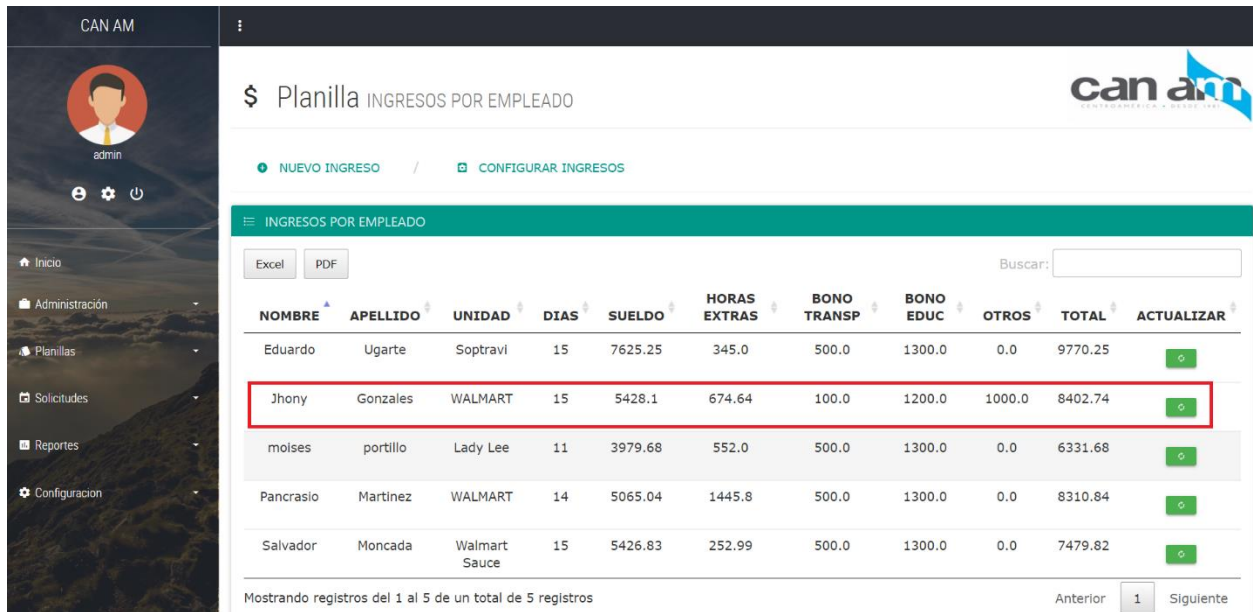 CAN AM
admin
Inicio
Administración
Planillas
Solicitudes
Reportes
Configuracion
$ Planilla INGRESOS POR EMPLEADO
can am
CENTROAMERICA • DESDE 1981
NUEVO INGRESO / CONFIGURAR INGRESOS
INGRESOS POR EMPLEADO
Excel PDF Buscar:
NOMBRE APELLIDO UNIDAD DIAS SUELDO HORAS EXTRAS BONO TRANSP BONO EDUC OTROS TOTAL ACTUALIZAR
Eduardo Ugarte Soptravi 15 7625.25 345.0 500.0 1300.0 0.0 9770.25
Jhony Gonzales WALMART 15 5428.1 674.64 100.0 1200.0 1000.0 8402.74
moises portillo Lady Lee 11 3979.68 552.0 500.0 1300.0 0.0 6331.68
Pancrasio Martinez WALMART 14 5065.04 1445.8 500.0 1300.0 0.0 8310.84
Salvador Moncada Walmart Sauce 15 5426.83 252.99 500.0 1300.0 0.0 7479.82
Mostrando registros del 1 al 5 de un total de 5 registros Anterior 1 Siguiente